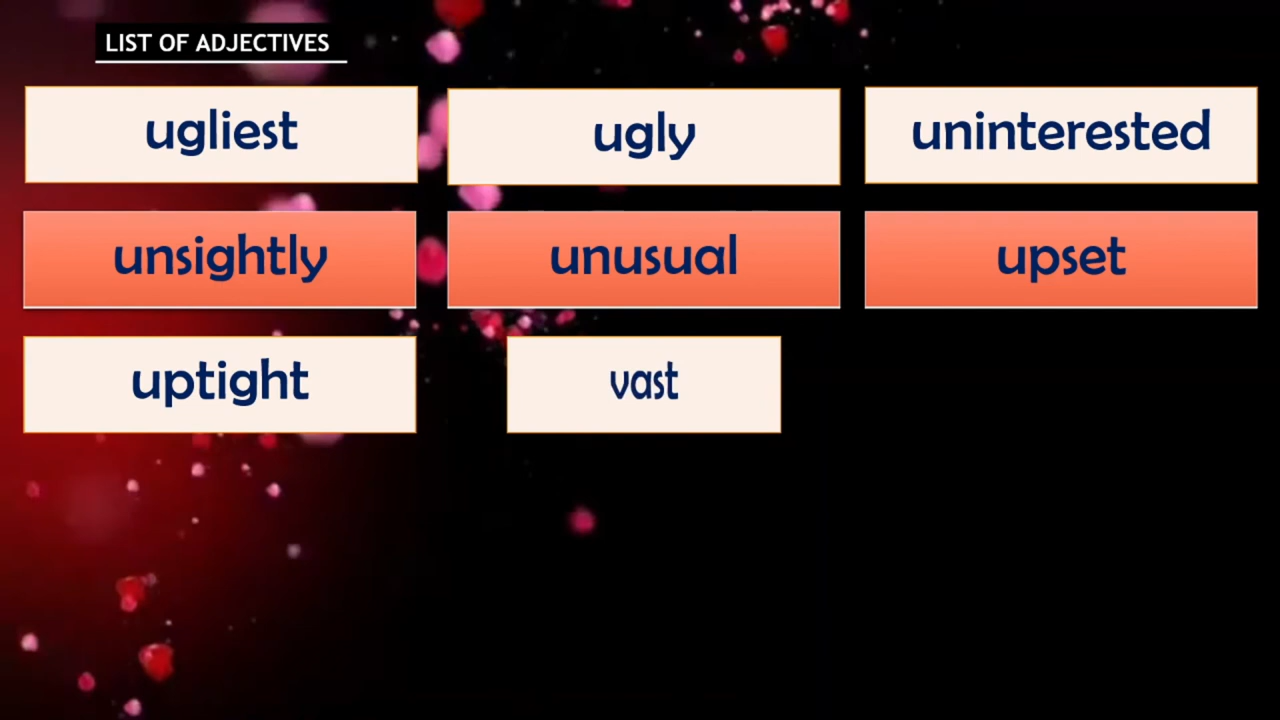 LIST OF ADJECTIVES
ugliest ugly uninterested
unsightly unusual upset
uptight vast